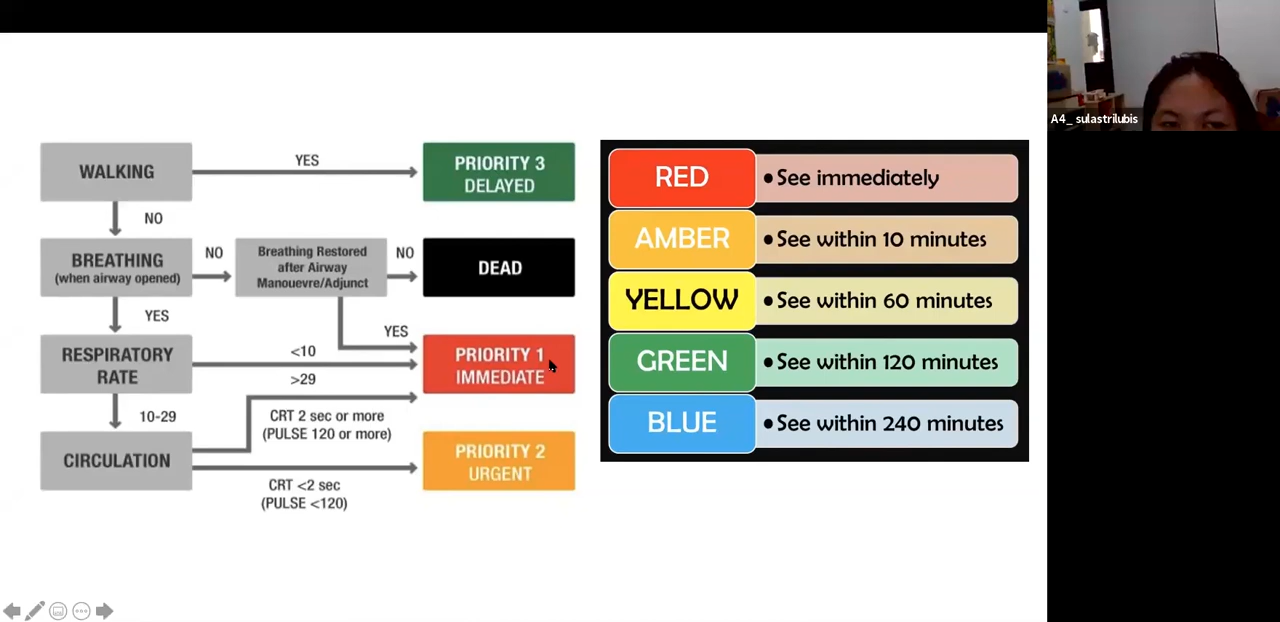 WALKING
YES
PRIORITY 3
DELAYED
NO
BREATHING
(when airway opened)
NO
Breathing Restored
after Airway
Manouevre/Adjunct
NO
DEAD
YES
YES
RESPIRATORY
RATE
<10
>29
PRIORITY 1
IMMEDIATE
10-29
CRT 2 sec or more
(PULSE 120 or more)
CIRCULATION
CRT <2 sec
(PULSE <120)
PRIORITY 2
URGENT
RED
• See immediately
AMBER
• See within 10 minutes
YELLOW
• See within 60 minutes
GREEN
• See within 120 minutes
BLUE
• See within 240 minutes
A4_ sulastrilubis